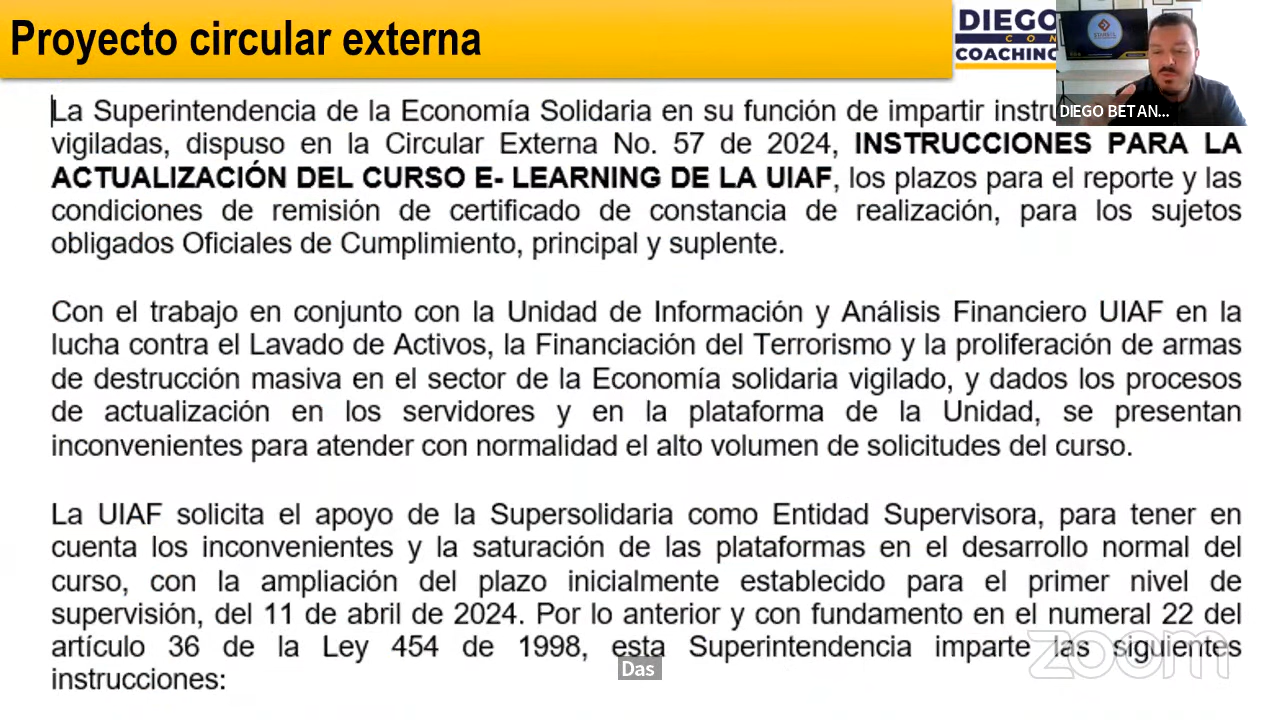 Proyecto circular externa
DIEGO
CON
COACHING
DIEGO BETAN...
La Superintendencia de la Economía Solidaria en su función de impartir
vigiladas, dispuso en la Circular Externa No. 57 de 2024, INSTRUCCIONES PARA LA
ACTUALIZACIÓN DEL CURSO E- LEARNING DE LA UIAF, los plazos para el reporte y las
condiciones de remisión de certificado de constancia de realización, para los sujetos
obligados Oficiales de Cumplimiento, principal y suplente.
Con el trabajo en conjunto con la Unidad de Información y Análisis Financiero UIAF en la
lucha contra el Lavado de Activos, la Financiación del Terrorismo y la proliferación de armas
de destrucción masiva en el sector de la Economía solidaria vigilado, y dados los procesos
de actualización en los servidores y en la plataforma de la Unidad, se presentan
inconvenientes para atender con normalidad el alto volumen de solicitudes del curso.
La UIAF solicita el apoyo de la Supersolidaria como Entidad Supervisora, para tener en
cuenta los inconvenientes y la saturación de las plataformas en el desarrollo normal del
curso, con la ampliación del plazo inicialmente establecido para el primer nivel de
supervisión, del 11 de abril de 2024. Por lo anterior y con fundamento en el numeral 22 del
artículo 36 de la Ley 454 de 1998, esta Superintendencia imparte las siguientes
instrucciones:
Das
zoom